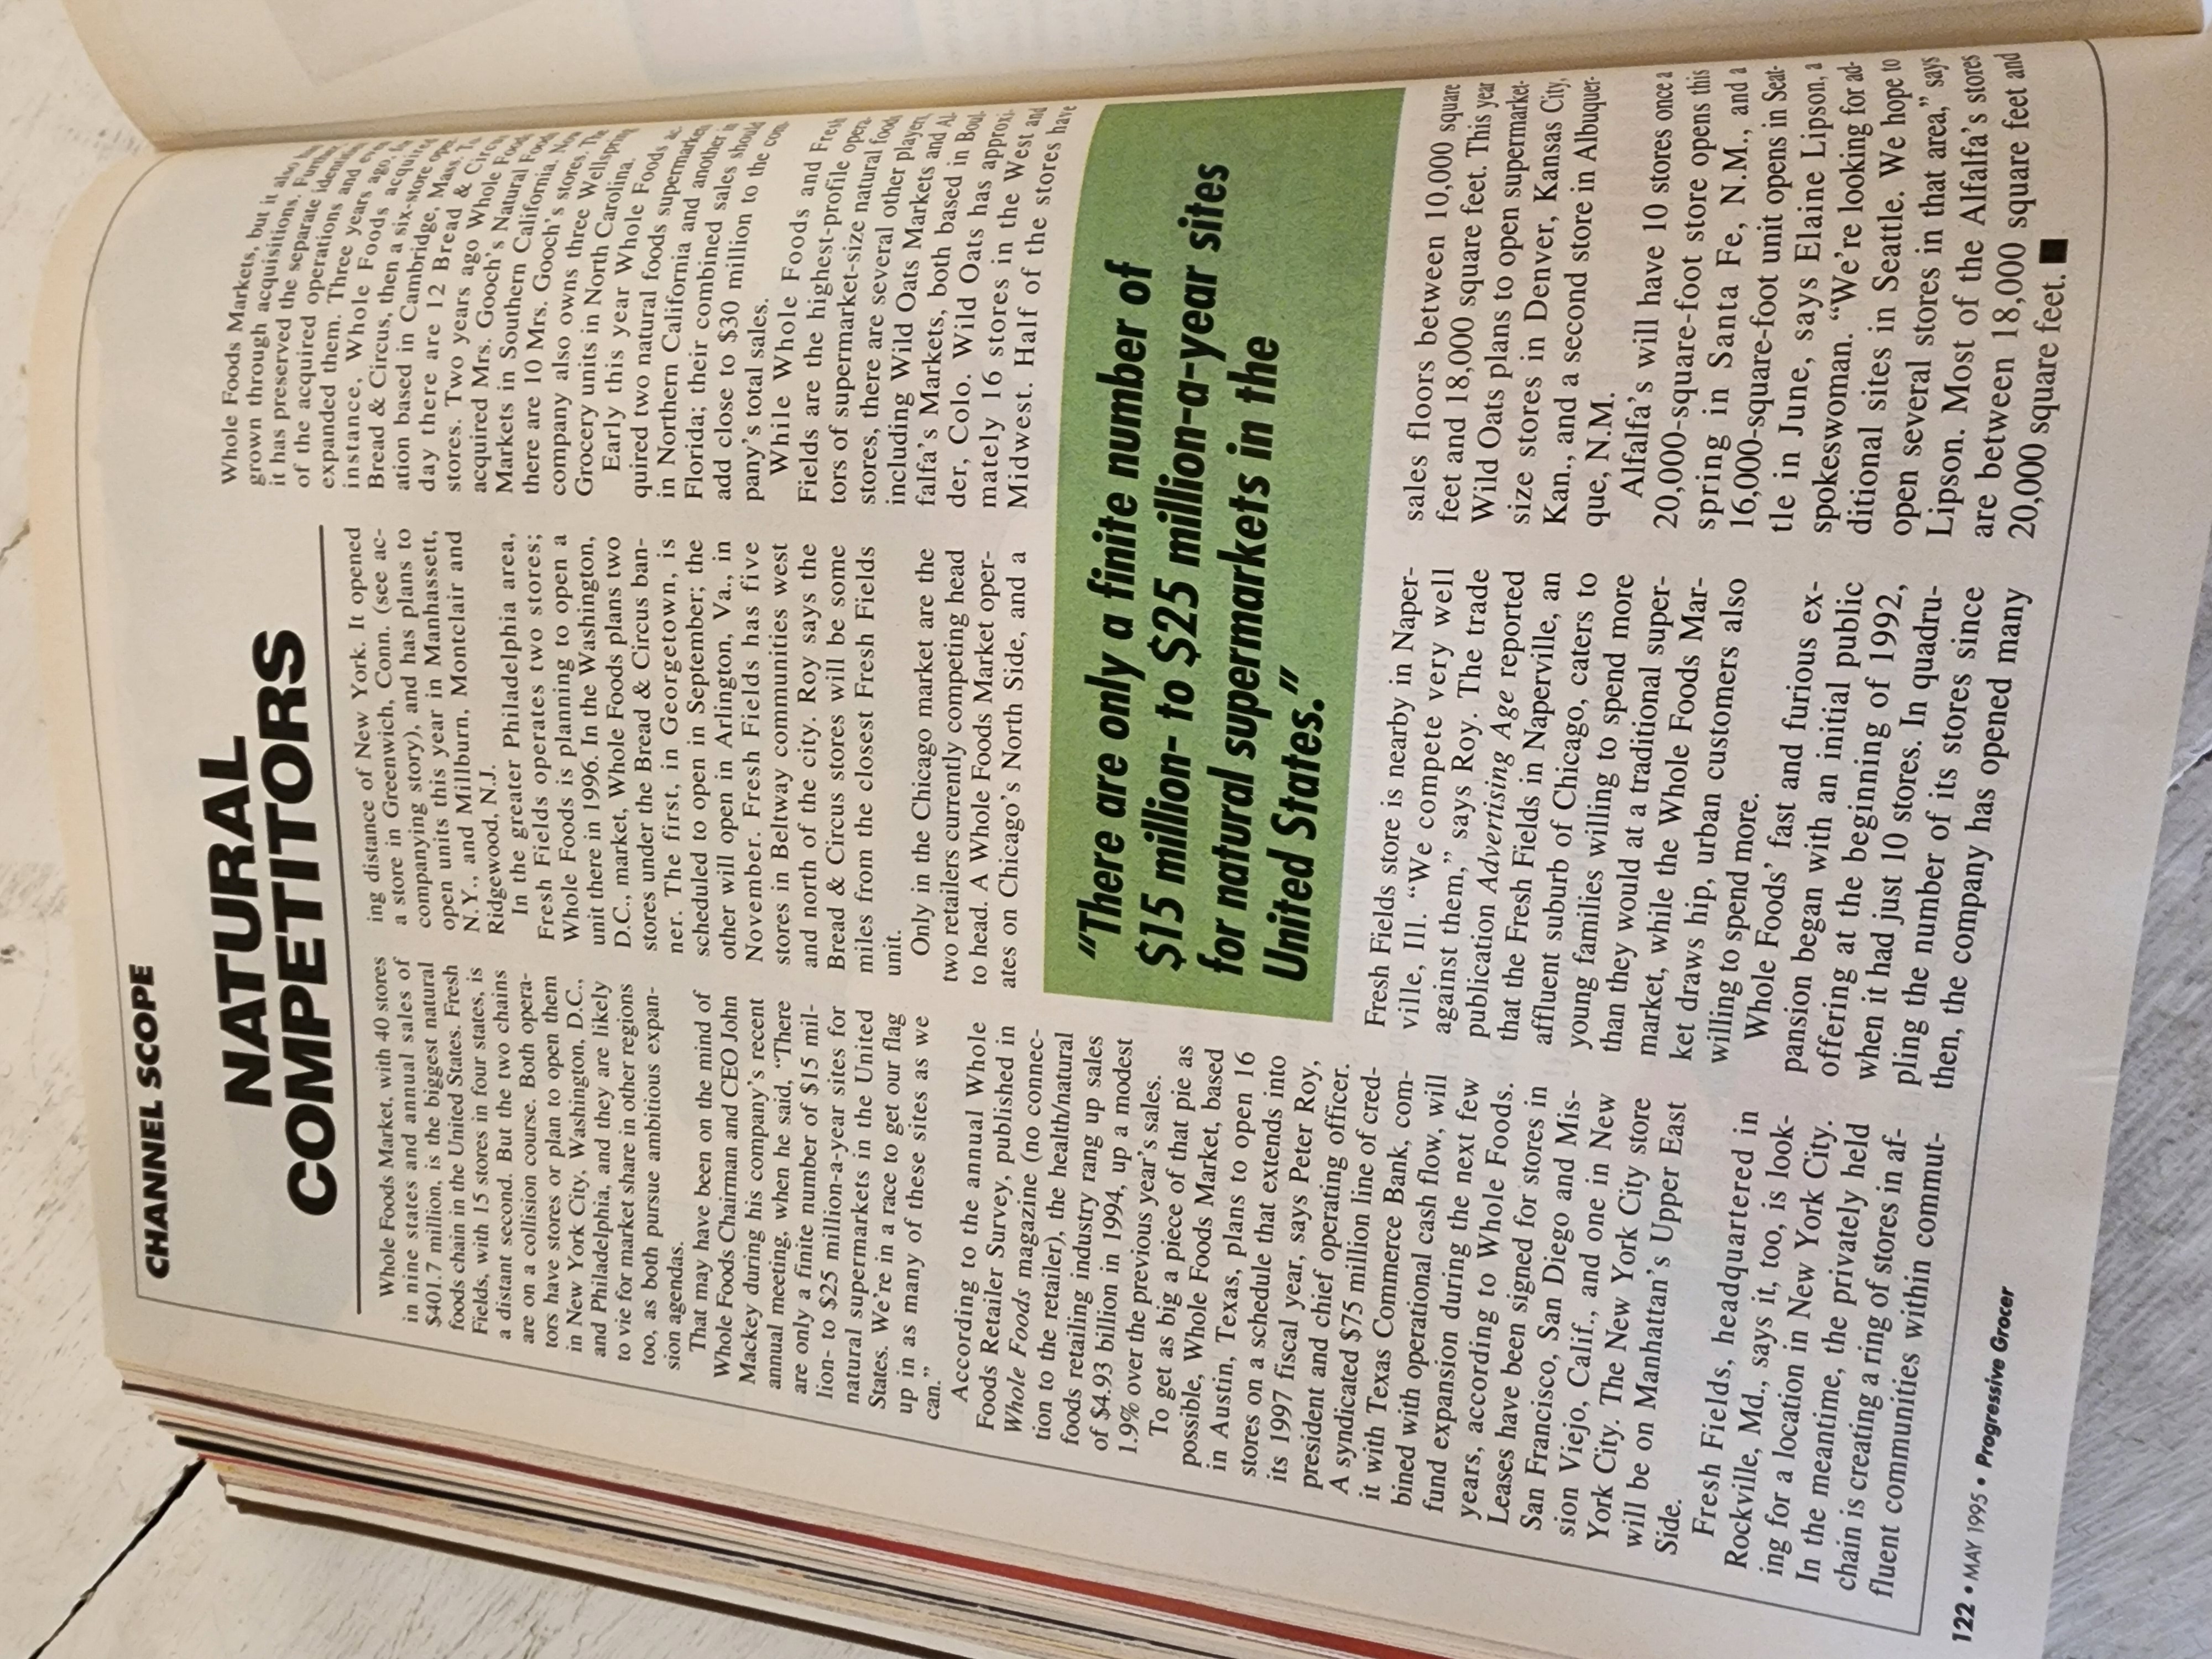 CHANNEL SCOPE
NATURAL
COMPETITORS
Whole Foods Market, with 40 stores
in nine states and annual sales of
$401.7 million, is the biggest natural
foods chain in the United States. Fresh
Fields, with 15 stores in four states, is
a distant second. But the two chains
are on a collision course. Both opera-
tors have stores or plan to open them
in New York City, Washington, D.C.,
and Philadelphia, and they are likely
to vie for market share in other regions
too, as both pursue ambitious expan-
sion agendas.
That may have been on the mind of
Whole Foods Chairman and CEO John
Mackey during his company's recent
annual meeting, when he said, "There
are only a finite number of $15 mil-
lion- to $25 million-a-year sites for
natural supermarkets in the United
States. We're in a race to get our flag
up in as many of these sites as we
can."
According to the annual Whole
Foods Retailer Survey, published in
Whole Foods magazine (no connec-
tion to the retailer), the health/natural
foods retailing industry rang up sales
of $4.93 billion in 1994, up a modest
1.9% over the previous year's sales.
To get as big a piece of that pie as
possible, Whole Foods Market, based
in Austin, Texas, plans to open 16
stores on a schedule that extends into
its 1997 fiscal year, says Peter Roy,
president and chief operating officer.
A syndicated $75 million line of cred-
it with Texas Commerce Bank, com-
bined with operational cash flow, will
fund expansion during the next few
years, according to Whole Foods.
Leases have been signed for stores in
San Francisco, San Diego and Mis-
sion Viejo, Calif., and one in New
York City. The New York City store
will be on Manhattan's Upper East
Side.
Fresh Fields, headquartered in
Rockville, Md., says it, too, is look-
ing for a location in New York City.
In the meantime, the privately held
chain is creating a ring of stores in af-
fluent communities within commut-
ing distance of New York. It opened
a store in Greenwich, Conn. (see ac-
companying story), and has plans to
open units this year in Manhassett,
N.Y., and Millburn, Montclair and
Ridgewood, N.J.
In the greater Philadelphia area,
Fresh Fields operates two stores;
Whole Foods is planning to open a
unit there in 1996. In the Washington,
D.C., market, Whole Foods plans two
stores under the Bread & Circus ban-
ner. The first, in Georgetown, is
scheduled to open in September; the
other will open in Arlington, Va., in
November. Fresh Fields has five
stores in Beltway communities west
and north of the city. Roy says the
Bread & Circus stores will be some
miles from the closest Fresh Fields
unit.
Only in the Chicago market are the
two retailers currently competing head
to head. A Whole Foods Market oper-
ates on Chicago's North Side, and a
"There are only a finite number of
$15 million- to $25 million-a-year sites
for natural supermarkets in the
United States."
Fresh Fields store is nearby in Naper-
ville, Ill. "We compete very well
against them," says Roy. The trade
publication Advertising Age reported
that the Fresh Fields in Naperville, an
affluent suburb of Chicago, caters to
young families willing to spend more
than they would at a traditional super-
market, while the Whole Foods Mar-
ket draws hip, urban customers also
willing to spend more.
Whole Foods' fast and furious ex-
pansion began with an initial public
offering at the beginning of 1992,
when it had just 10 stores. In quadru-
pling the number of its stores since
then, the company has opened many
Whole Foods Markets, but it also
grown through acquisitions. Further
it has preserved the separate identities
of the acquired operations and even
expanded them. Three years ago, for
instance, Whole Foods acquired
Bread & Circus, then a six-store oper-
ation based in Cambridge, Mass. To-
day there are 12 Bread & Circus
stores. Two years ago Whole Foods
acquired Mrs. Gooch's Natural Food
Markets in Southern California. Now
there are 10 Mrs. Gooch's stores. The
company also owns three Wellspring
Grocery units in North Carolina.
Early this year Whole Foods ac-
quired two natural foods supermarkets
in Northern California and another in
Florida; their combined sales should
add close to $30 million to the com-
pany's total sales.
While Whole Foods and Fresh
Fields are the highest-profile opera-
tors of supermarket-size natural foods
stores, there are several other players,
including Wild Oats Markets and Al-
falfa's Markets, both based in Boul-
der, Colo. Wild Oats has approxi-
mately 16 stores in the West and
Midwest. Half of the stores have
sales floors between 10,000 square
feet and 18,000 square feet. This year
Wild Oats plans to open supermarket-
size stores in Denver, Kansas City,
Kan., and a second store in Albuquer-
que, N.M.
Alfalfa's will have 10 stores once a
20,000-square-foot store opens this
spring in Santa Fe, N.M., and a
16,000-square-foot unit opens in Seat-
tle in June, says Elaine Lipson, a
spokeswoman. "We're looking for ad-
ditional sites in Seattle. We hope to
open several stores in that area," says
Lipson. Most of the Alfalfa's stores
are between 18,000 square feet and
20,000 square feet. ■
122 • MAY 1995 • Progressive Grocer